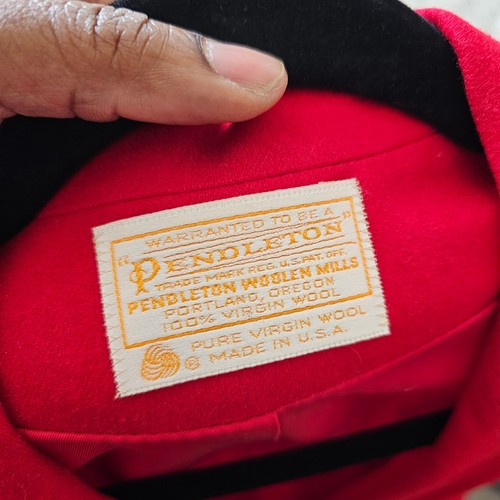 WARRANTED TO BE A
"PENDLETON"
TRADE MARK REG. U.S. PAT. OFF.
PENDLETON WOOLEN MILLS
PORTLAND, OREGON
100% VIRGIN WOOL
PURE VIRGIN WOOL
® MADE IN U.S.A.